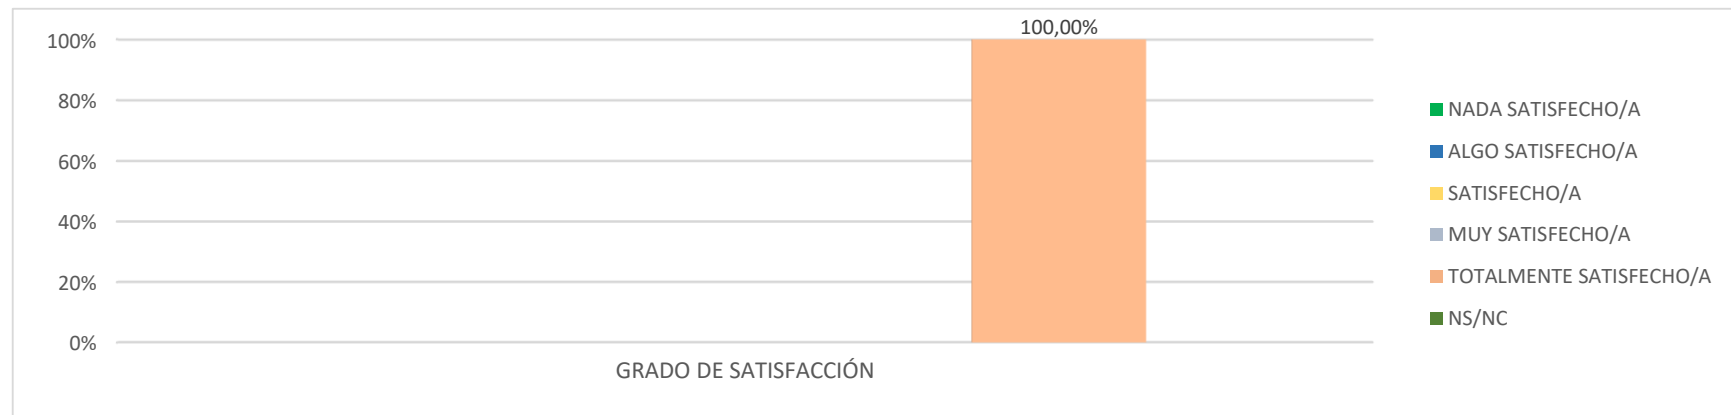 100,00%
100%
80%
60%
40%
20%
0%
GRADO DE SATISFACCIÓN
NADA SATISFECHO/A
ALGO SATISFECHO/A
SATISFECHO/A
MUY SATISFECHO/A
TOTALMENTE SATISFECHO/A
NS/NC